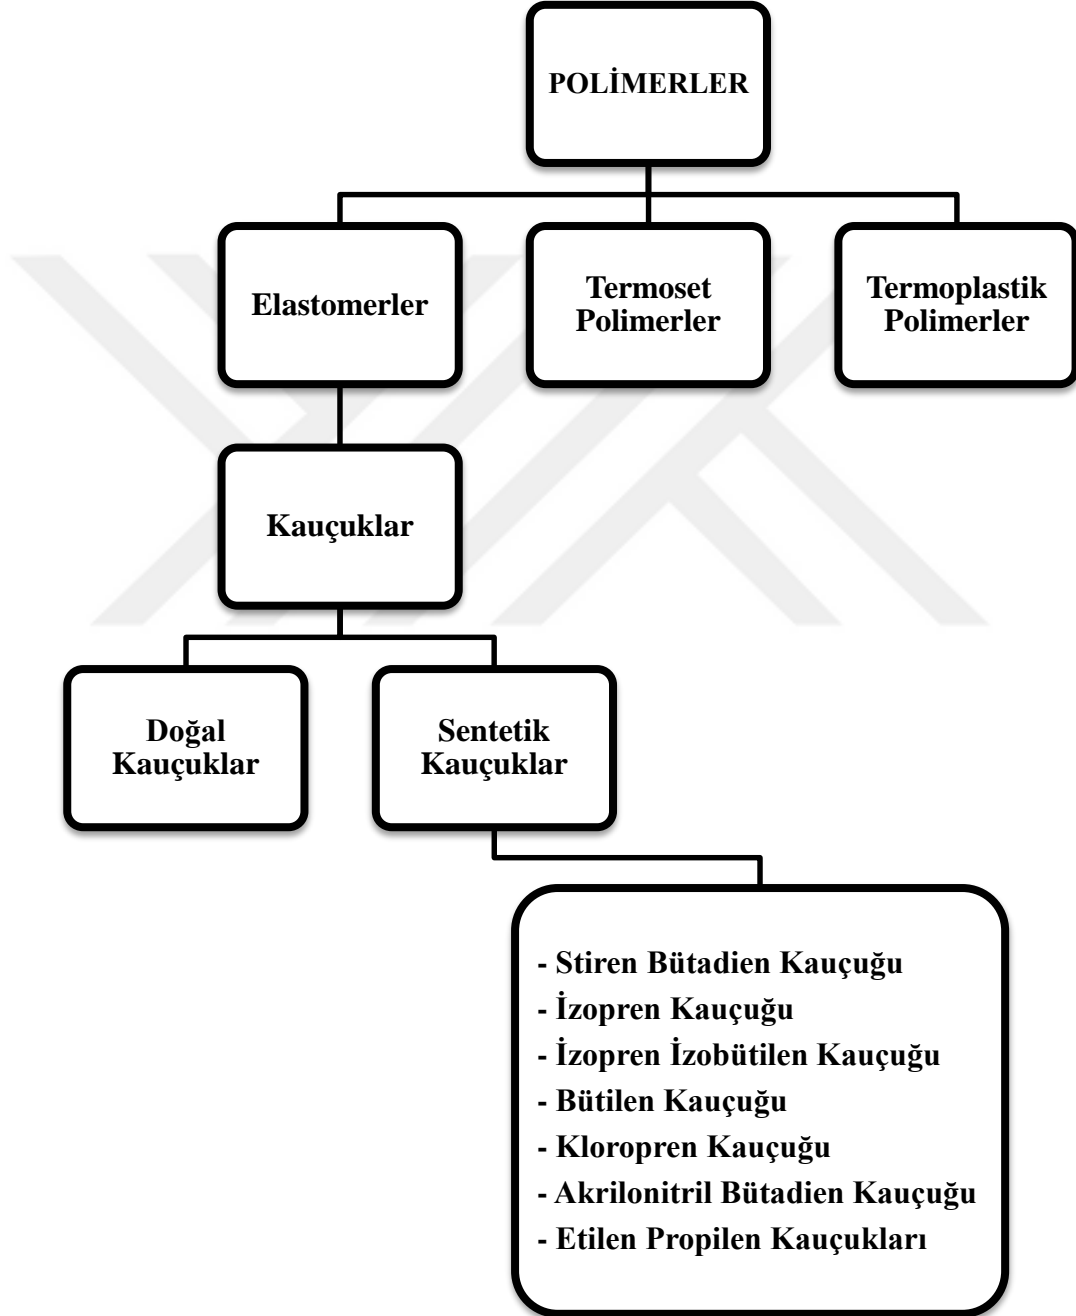 POLİMERLER
Elastomerler
Termoset
Polimerler
Termoplastik
Polimerler
Kauçuklar
Doğal
Kauçuklar
Sentetik
Kauçuklar
- Stiren Bütadien Kauçuğu
- İzopren Kauçuğu
- İzopren İzobütilen Kauçuğu
- Bütilen Kauçuğu
- Kloropren Kauçuğu
- Akrilonitril Bütadien Kauçuğu
- Etilen Propilen Kauçukları